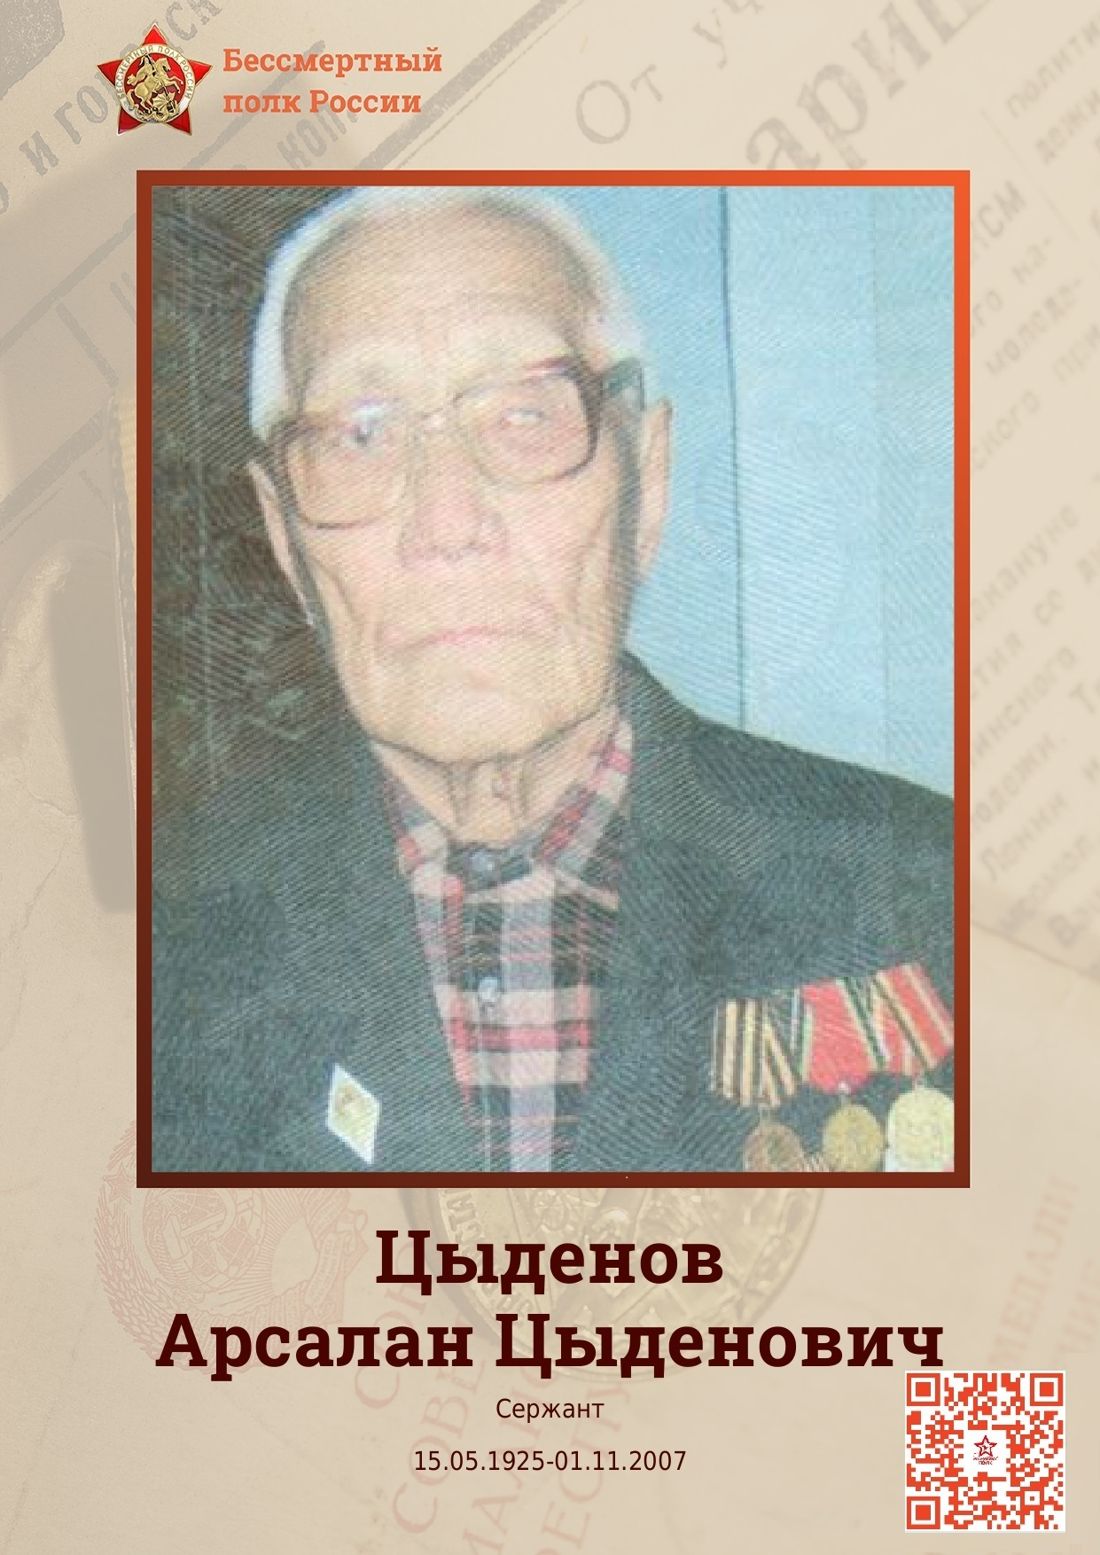 Бессмертный
полк России
Цыденов
Арсалан Цыденович
Сержант
15.05.1925-01.11.2007